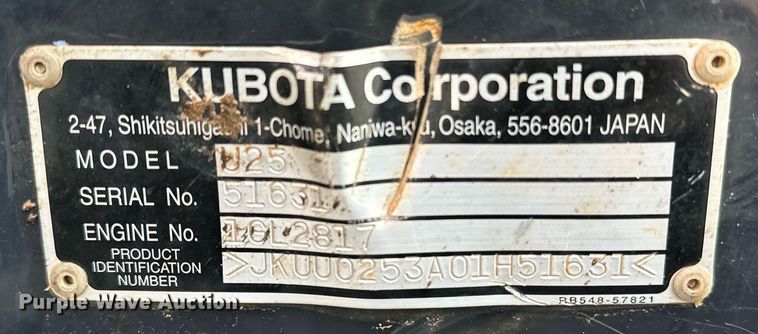 KUBOTA Corporation
2-47, Shikitsuhigashi 1-Chome, Naniwa-ku, Osaka, 556-8601 JAPAN
MODEL U25
SERIAL No. 51631
ENGINE No.
PRODUCT IDENTIFICATION NUMBER >JKUU0253A01H51631<
RB548-57821
Purple Wave Auction